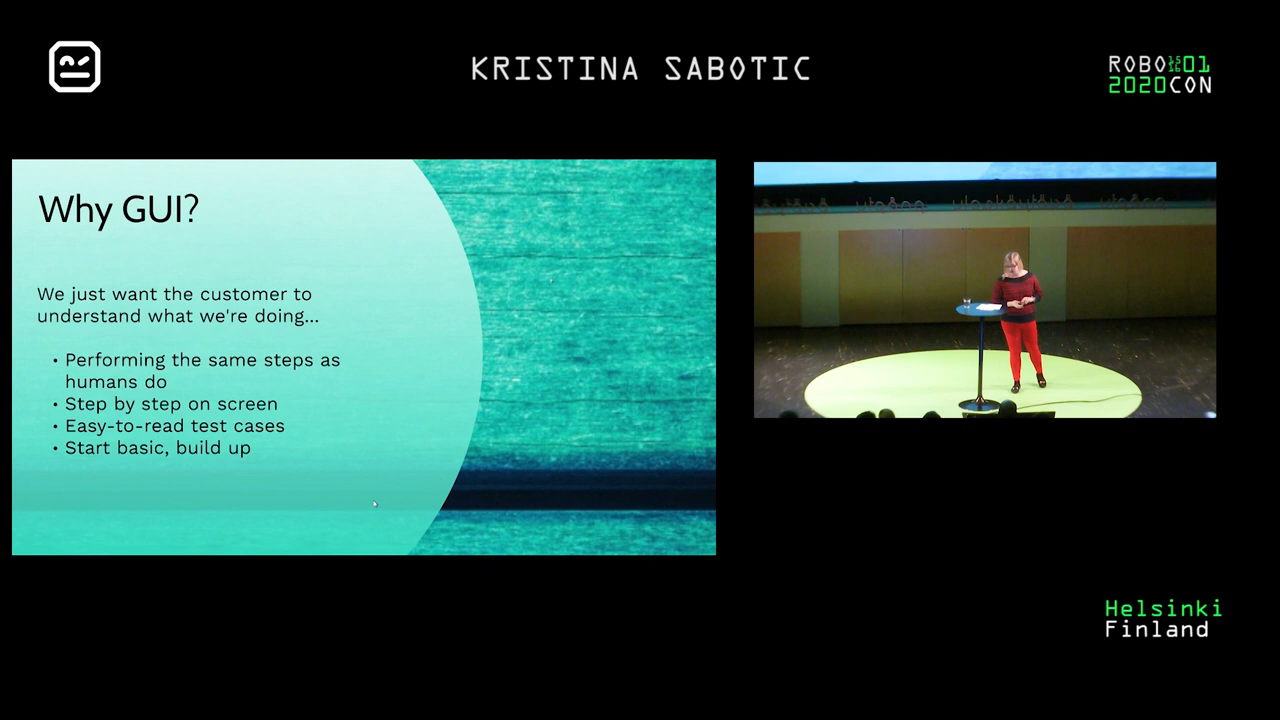 KRISTINA SABOTIC
ROBO
01
2020CON
Why GUI?
We just want the customer to
understand what we're doing...
• Performing the same steps as
humans do
• Step by step on screen
• Easy-to-read test cases
• Start basic, build up
Helsinki
Finland